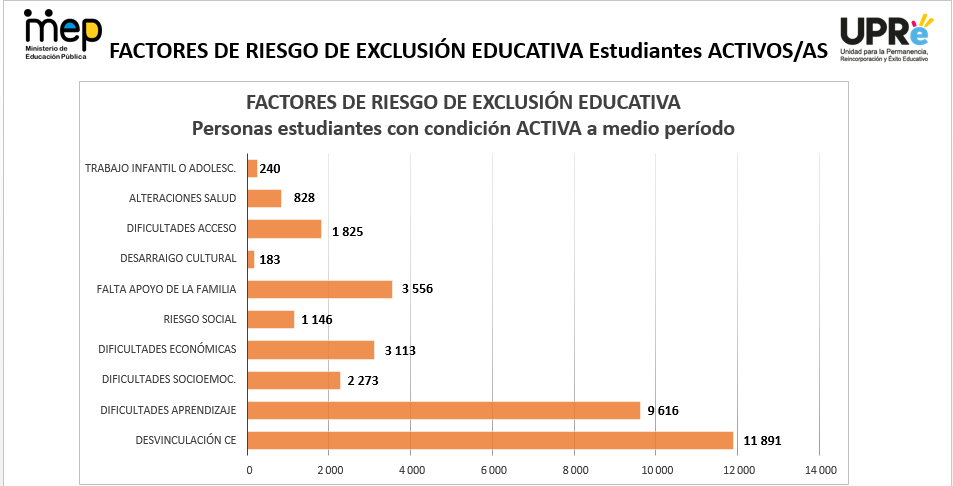 mep
Ministerio de
Educación Pública
FACTORES DE RIESGO DE EXCLUSIÓN EDUCATIVA Estudiantes ACTIVOS/AS
UPRe
Unidad para la Permanencia,
Reincorporación y Éxito Educativo
FACTORES DE RIESGO DE EXCLUSIÓN EDUCATIVA
Personas estudiantes con condición ACTIVA a medio período
TRABAJO INFANTIL O ADOLESC. 240
ALTERACIONES SALUD 828
DIFICULTADES ACCESO 1 825
DESARRAIGO CULTURAL 183
FALTA APOYO DE LA FAMILIA 3 556
RIESGO SOCIAL 1 146
DIFICULTADES ECONÓMICAS 3 113
DIFICULTADES SOCIOEMOC. 2 273
DIFICULTADES APRENDIZAJE 9 616
DESVINCULACIÓN CE 11 891
0 2 000 4 000 6 000 8 000 10 000 12 000 14 000